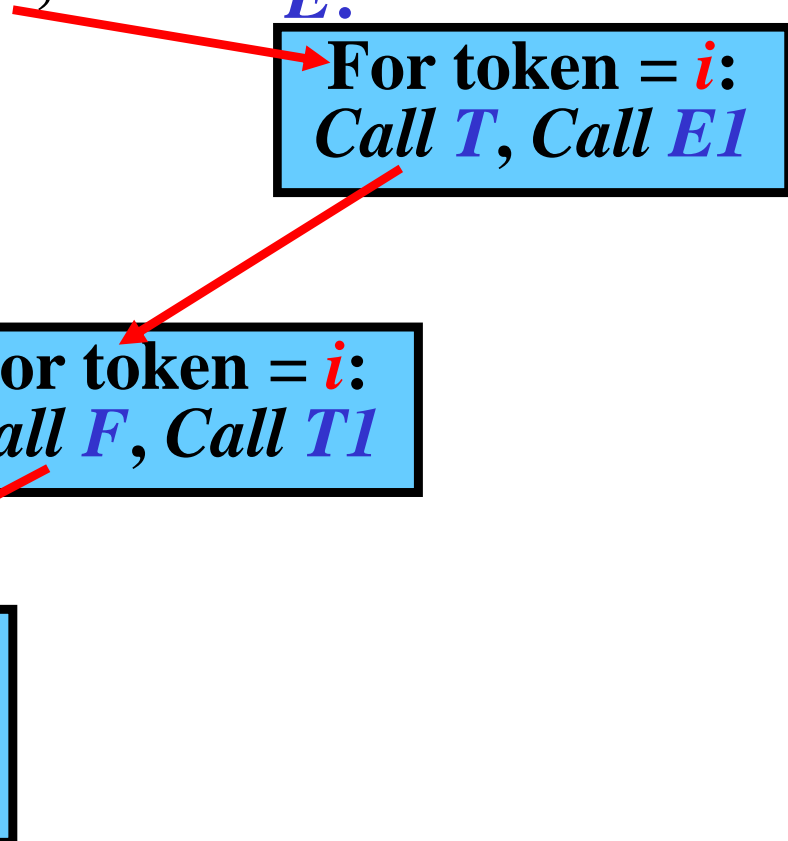 E:
For token = i:
Call T, Call E1
or token = i:
all F, Call T1